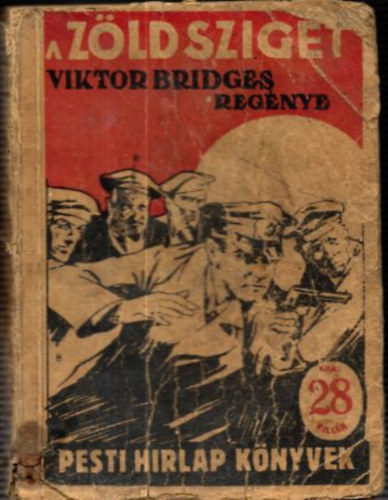 A ZÖLD SZIGET
VIKTOR BRIDGES
REGÉNYE
ÁRA:
28
FILLÉR
PESTI HIRLAP KÖNYVEK